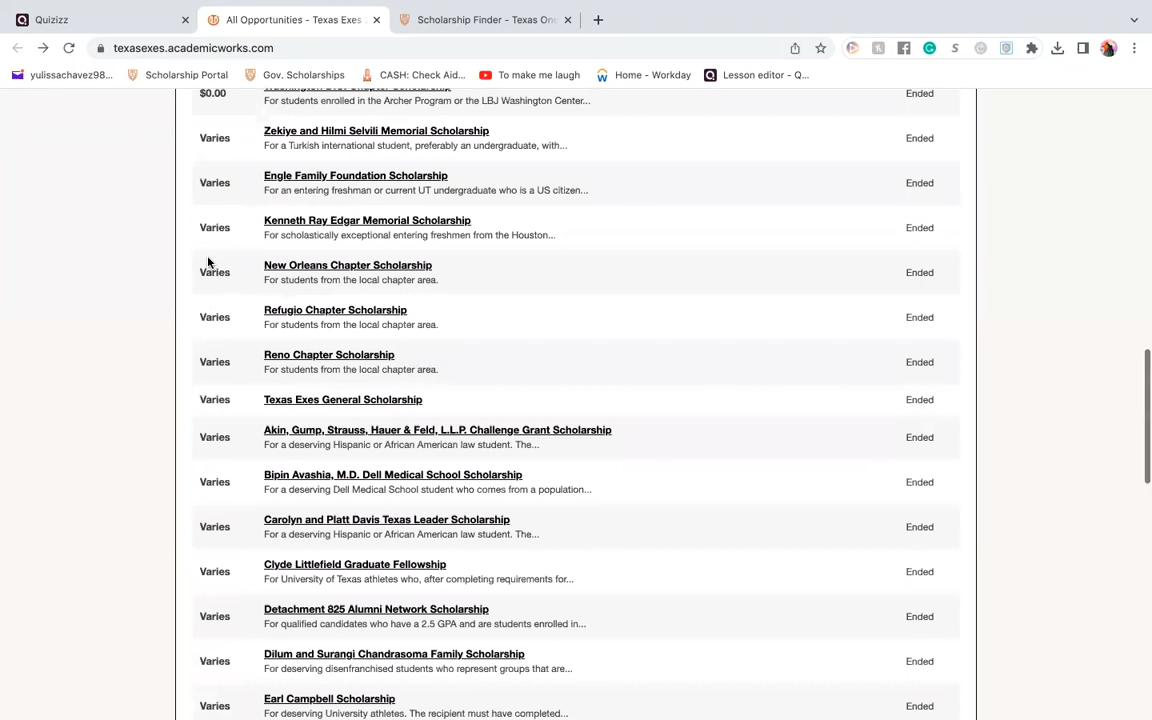 Quizizz
All Opportunities - Texas Exes
Scholarship Finder - Texas On
texasexes.academicworks.com
yulissachavez98...
Scholarship Portal
Gov. Scholarships
CASH: Check Aid...
To make me laugh
Home - Workday
Lesson editor - Q...
$0.00
Chapter Scholarship
Ended
For students enrolled in the Archer Program or the LBJ Washington Center...
Varies
Zekiye and Hilmi Selvili Memorial Scholarship
Ended
For a Turkish international student, preferably an undergraduate, with...
Varies
Engle Family Foundation Scholarship
Ended
For an entering freshman or current UT undergraduate who is a US citizen...
Varies
Kenneth Ray Edgar Memorial Scholarship
Ended
For scholastically exceptional entering freshmen from the Houston...
Varies
New Orleans Chapter Scholarship
Ended
For students from the local chapter area.
Varies
Refugio Chapter Scholarship
Ended
For students from the local chapter area.
Varies
Reno Chapter Scholarship
Ended
For students from the local chapter area.
Varies
Texas Exes General Scholarship
Ended
Varies
Akin, Gump, Strauss, Hauer & Feld, L.L.P. Challenge Grant Scholarship
Ended
For a deserving Hispanic or African American law student. The...
Varies
Bipin Avashia, M.D. Dell Medical School Scholarship
Ended
For a deserving Dell Medical School student who comes from a population...
Varies
Carolyn and Platt Davis Texas Leader Scholarship
Ended
For a deserving Hispanic or African American law student. The...
Varies
Clyde Littlefield Graduate Fellowship
Ended
For University of Texas athletes who, after completing requirements for...
Varies
Detachment 825 Alumni Network Scholarship
Ended
For qualified candidates who have a 2.5 GPA and are students enrolled in...
Varies
Dilum and Surangi Chandrasoma Family Scholarship
Ended
For deserving disenfranchised students who represent groups that are...
Varies
Earl Campbell Scholarship
Ended
For deserving University athletes. The recipient must have completed...